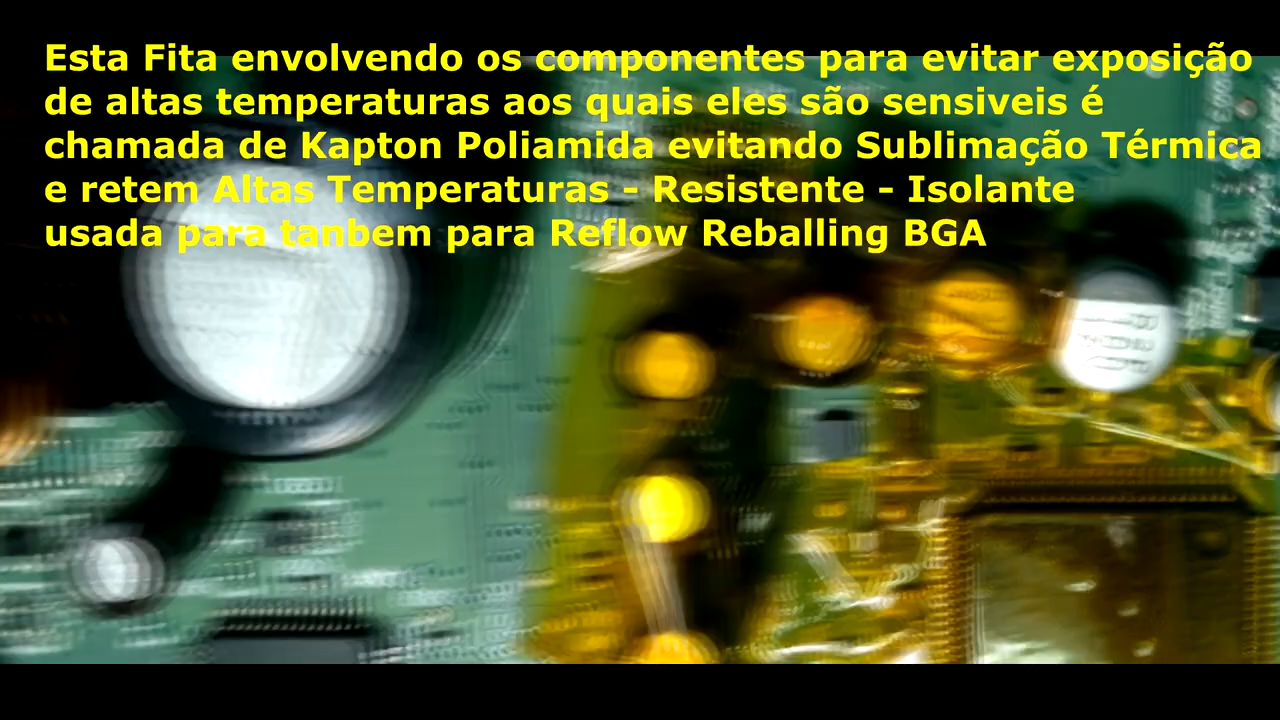 Esta Fita envolvendo os componentes para evitar exposição
de altas temperaturas aos quais eles são sensiveis é
chamada de Kapton Poliamida evitando Sublimação Térmica
e retem Altas Temperaturas - Resistente - Isolante
usada para tanbem para Reflow Reballing BGA